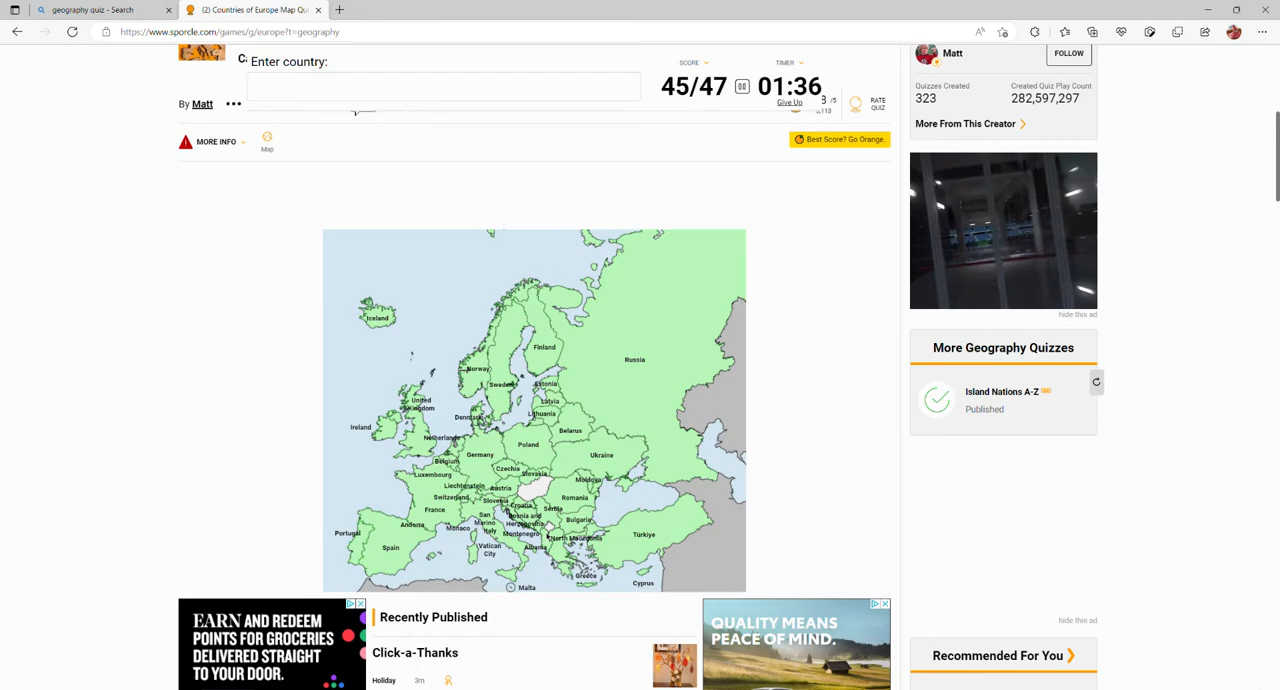 geography quiz - Search
(2) Countries of Europe Map Qu
https://www.sporcle.com/games/g/europe?t=geography
Enter country:
SCORE
45/47
TIMER
01:36
Give Up
/5
By Matt
RATE
QUIZ
MORE INFO
Map
Best Score? Go Orange.
Matt
FOLLOW
Quizzes Created
323
Created Quiz Play Count
282,597,297
More From This Creator
hide this ad
More Geography Quizzes
Island Nations A-Z
Published
Iceland
Finland
Russia
Norway
Sweden
Estonia
Latvia
United
Kingdom
Lithuania
Denmark
Ireland
Belarus
Netherlands
Poland
Germany
Ukraine
Belgium
Czechia
Luxembourg
Slovakia
Moldova
Liechtenstein
Austria
Switzerland
Romania
Slovenia
Croatia
France
Serbia
San
Marino
Bosnia and
Herzegovina
Bulgaria
Andorra
Monaco
Italy
Portugal
Montenegro
Türkiye
North Macedonia
Spain
Vatican
City
Albania
Greece
Cyprus
Malta
EARN AND REDEEM
POINTS FOR GROCERIES
DELIVERED STRAIGHT
TO YOUR DOOR.
Recently Published
Click-a-Thanks
Holiday
3m
QUALITY MEANS
PEACE OF MIND.
hide this ad
Recommended For You